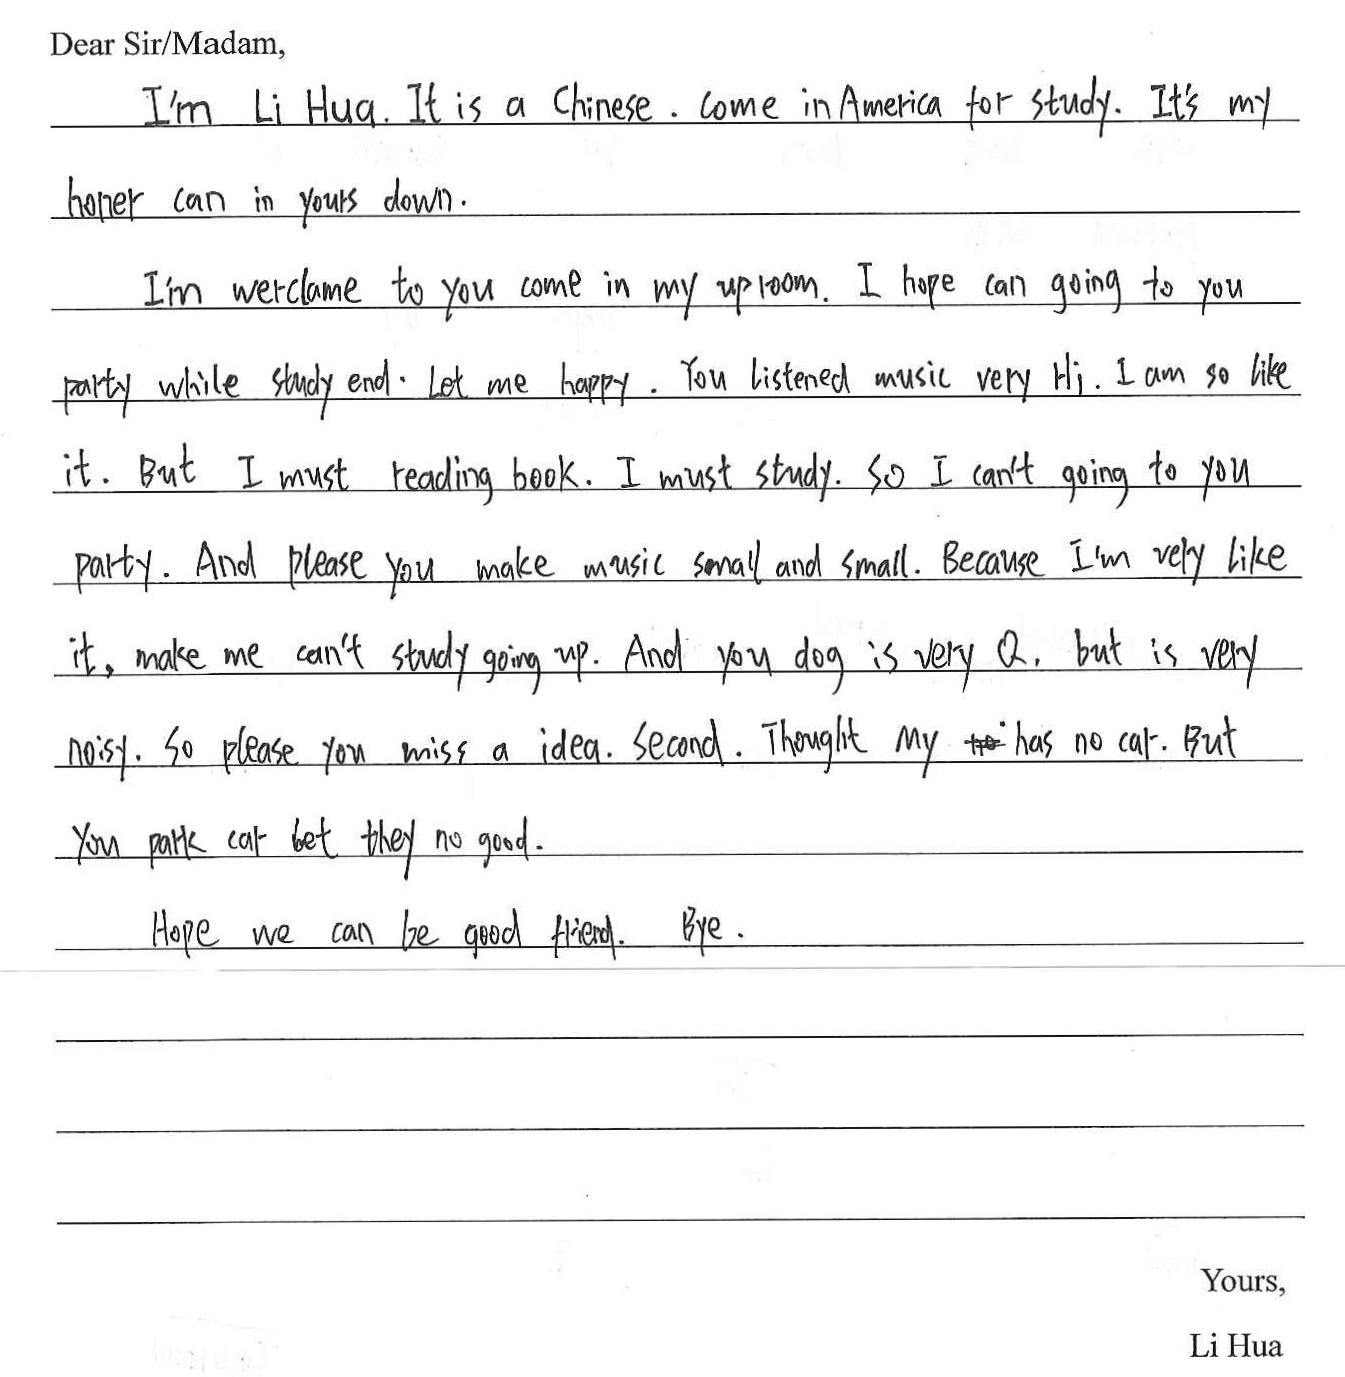 Dear Sir/Madam,
I'm Li Hua. It is a Chinese. Come in America for study. It's my
honer can in yours down.
I'm werclame to you come in my uproom. I hope can going to you
party while study end. Let me happy. You listened music very Hi. I am so like
it. But I must reading book. I must study. So I can't going to you
party. And please you make music small and small. Because I'm very like
it, make me can't study going up. And you dog is very Q, but is very
noisy. So please you miss a idea. Second. Thought My has no car. But
You park car bet they no good.
Hope we can be good friend. Bye.
Yours,
Li Hua